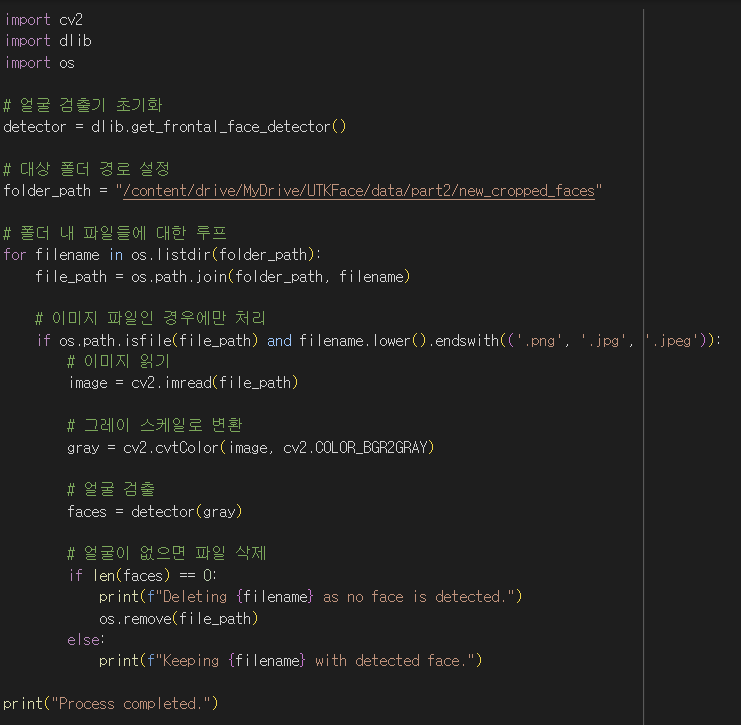 import cv2
import dlib
import os

# 얼굴 검출기 초기화
detector = dlib.get_frontal_face_detector()

# 대상 폴더 경로 설정
folder_path = "/content/drive/MyDrive/UTKFace/data/part2/new_cropped_faces"

# 폴더 내 파일들에 대한 루프
for filename in os.listdir(folder_path):
    file_path = os.path.join(folder_path, filename)

    # 이미지 파일인 경우에만 처리
    if os.path.isfile(file_path) and filename.lower().endswith(('.png', '.jpg', '.jpeg')):
        # 이미지 읽기
        image = cv2.imread(file_path)

        # 그레이 스케일로 변환
        gray = cv2.cvtColor(image, cv2.COLOR_BGR2GRAY)

        # 얼굴 검출
        faces = detector(gray)

        # 얼굴이 없으면 파일 삭제
        if len(faces) == 0:
            print(f"Deleting {filename} as no face is detected.")
            os.remove(file_path)
        else:
            print(f"Keeping {filename} with detected face.")

print("Process completed.")